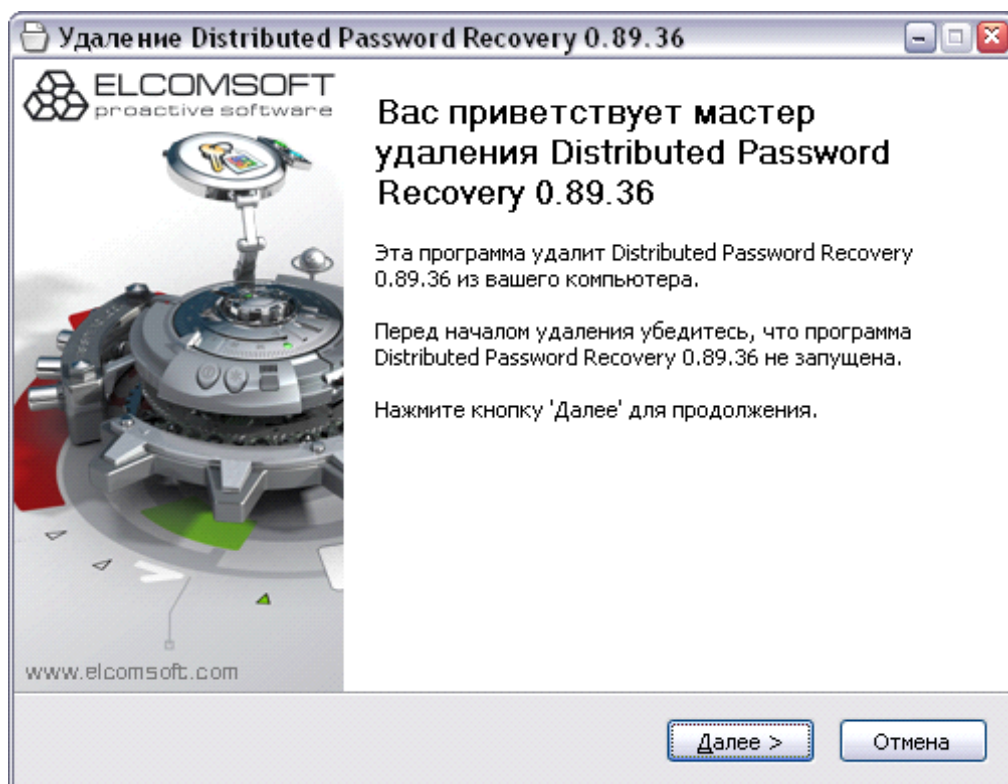 Удаление Distributed Password Recovery 0.89.36
ELCOMSOFT
proactive software
Вас приветствует мастер
удаления Distributed Password
Recovery 0.89.36
Эта программа удалит Distributed Password Recovery
0.89.36 из вашего компьютера.
Перед началом удаления убедитесь, что программа
Distributed Password Recovery 0.89.36 не запущена.
Нажмите кнопку 'Далее' для продолжения.
www.elcomsoft.com
Далее >
Отмена